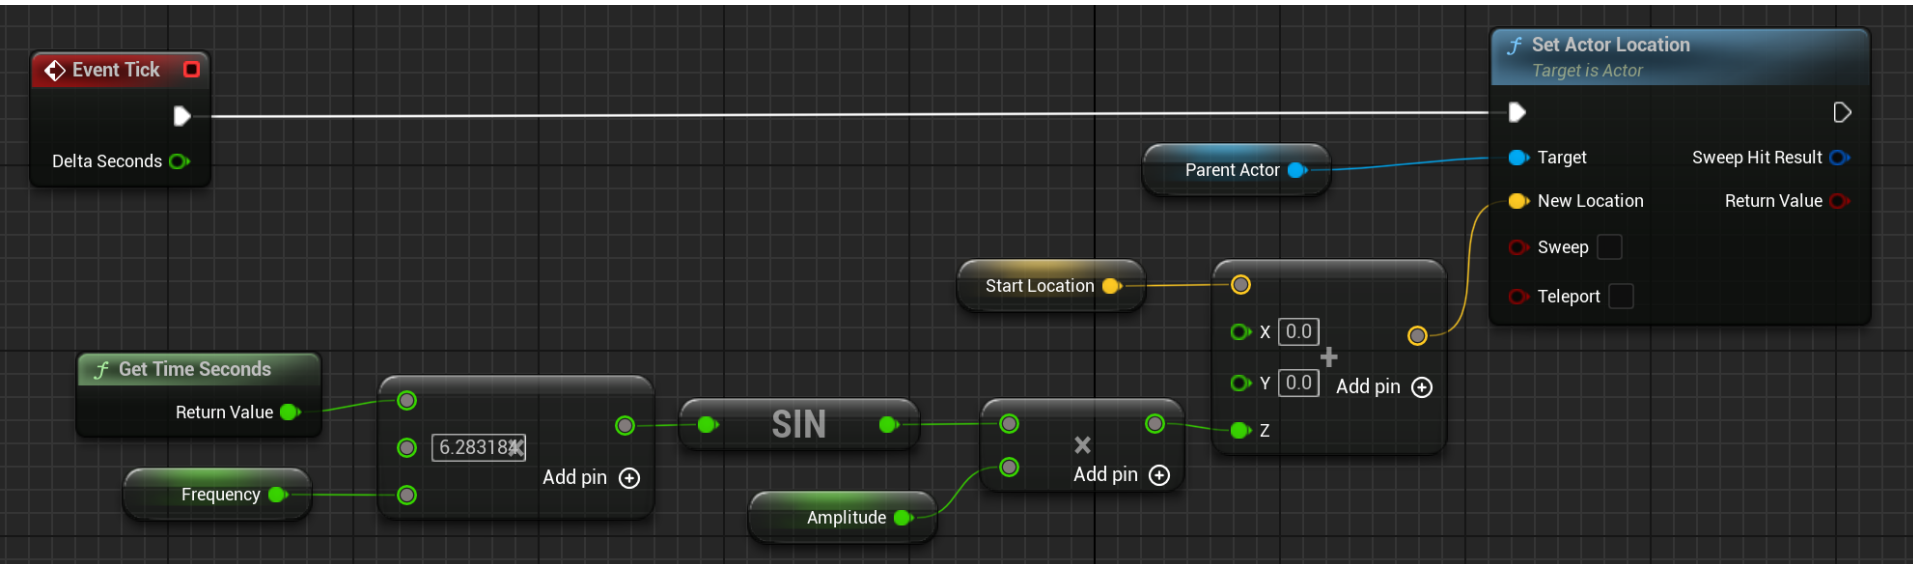 Event Tick
Delta Seconds
f Set Actor Location
Target is Actor
Target
Sweep Hit Result
New Location
Return Value
Sweep
Teleport
Parent Actor
Start Location
X 0.0
+
Y 0.0
Add pin
Z
f Get Time Seconds
Return Value
Frequency
6.28318
×
Add pin
SIN
×
Add pin
Amplitude